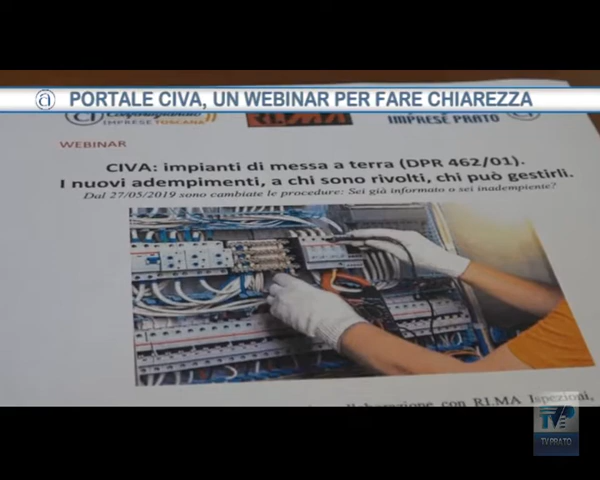 PORTALE CIVA, UN WEBINAR PER FARE CHIAREZZA
IMPRESE TOSCANA
IMPRESE PRATO
WEBINAR
CIVA: impianti di messa a terra (DPR 462/01).
I nuovi adempimenti, a chi sono rivolti, chi può gestirli.
Dal 27/05/2019 sono cambiate le procedure: Sei già informato o sei inadempiente?
con RI.MA Ispezioni,
TV PRATO